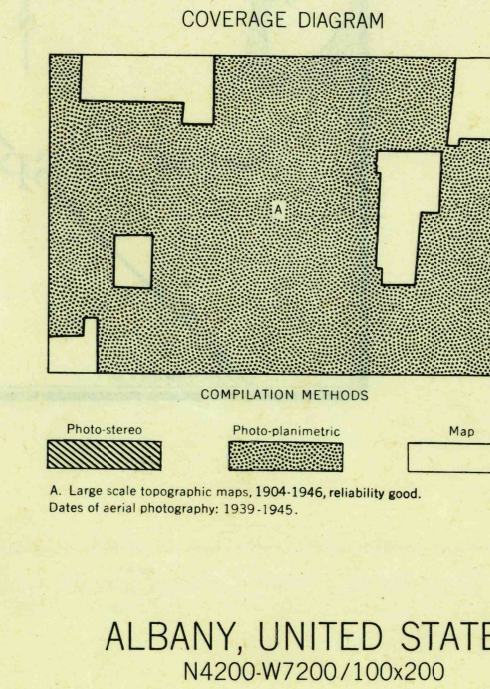 COVERAGE DIAGRAM
A
COMPILATION METHODS
Photo-stereo Photo-planimetric Map
A. Large scale topographic maps, 1904-1946, reliability good.
Dates of aerial photography: 1939-1945.
ALBANY, UNITED STATE
N4200-W7200/100x200